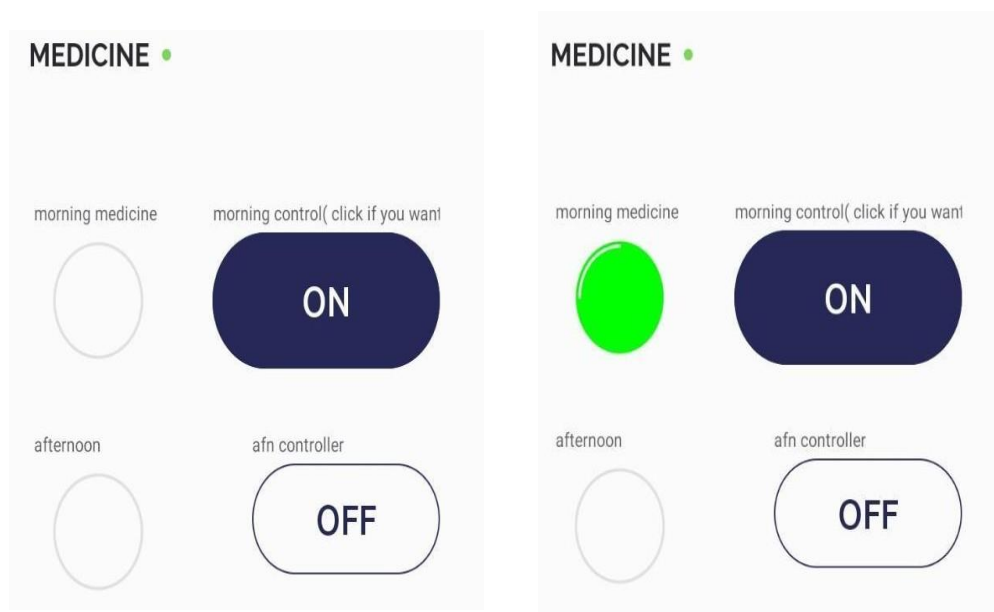 MEDICINE
morning medicine
morning control( click if you want
ON
afternoon
afn controller
OFF
MEDICINE
morning medicine
morning control( click if you want
ON
afternoon
afn controller
OFF